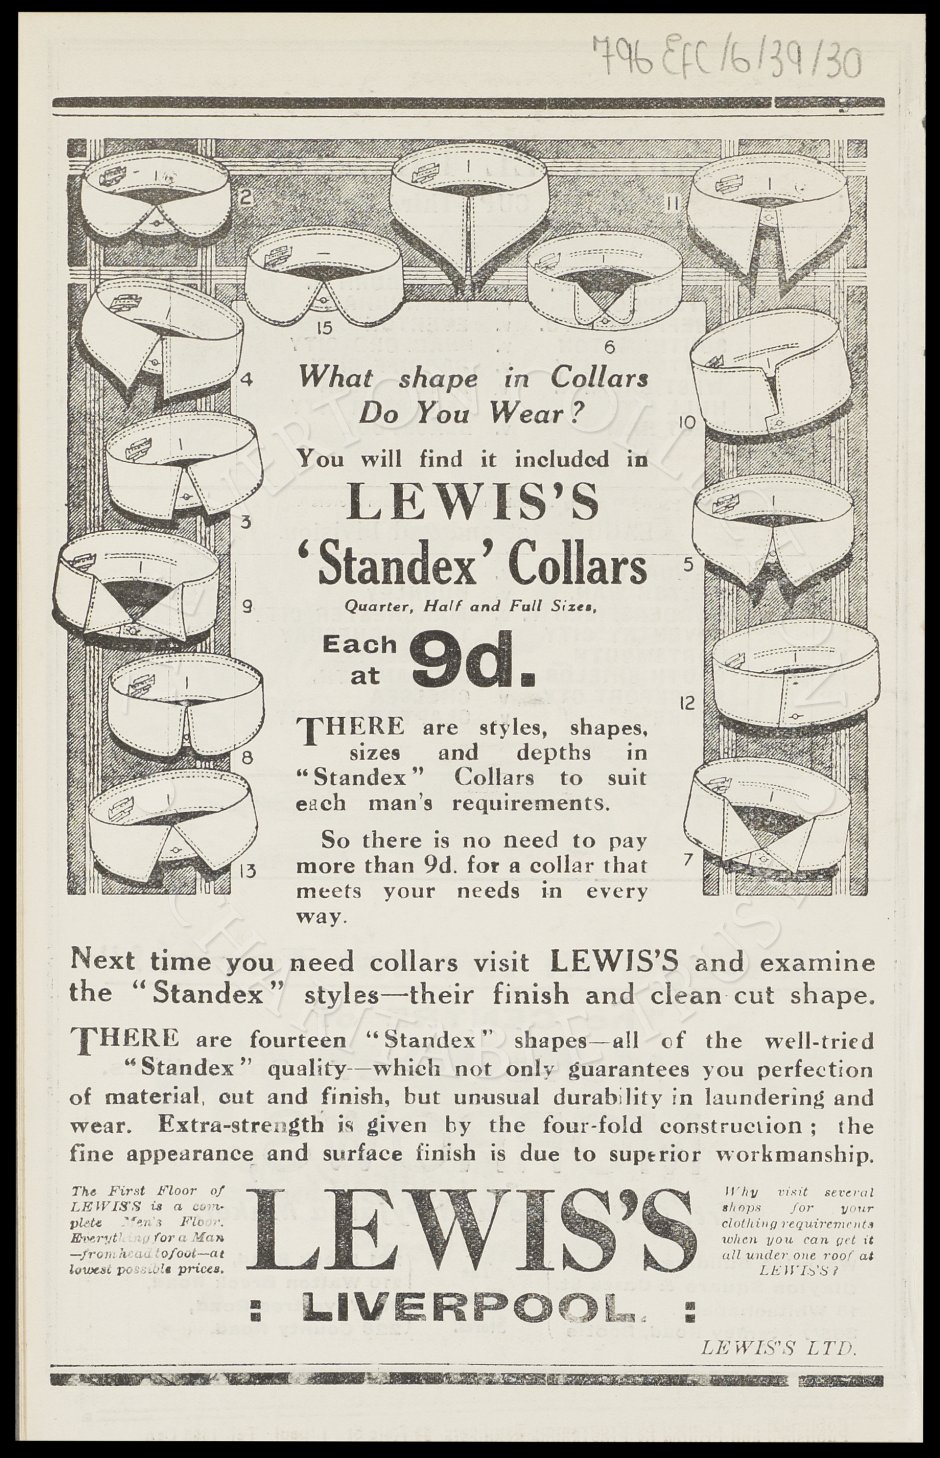 796 EFC/6/39/30
2
11
15
6
4
10
3
5
9
12
8
7
13
What shape in Collars
Do You Wear?
You will find it included in
LEWIS'S
'Standex' Collars
Quarter, Half and Full Sizes,
Each
at 9d.
THERE are styles, shapes,
sizes and depths in
"Standex" Collars to suit
each man's requirements.
So there is no need to pay
more than 9d. for a collar that
meets your needs in every
way.
Next time you need collars visit LEWIS'S and examine
the "Standex" styles—their finish and clean cut shape.
THERE are fourteen "Standex" shapes—all of the well-tried
"Standex" quality—which not only guarantees you perfection
of material, cut and finish, but unusual durability in laundering and
wear. Extra-strength is given by the four-fold construction; the
fine appearance and surface finish is due to superior workmanship.
The First Floor of
LEWIS'S is a com-
plete Men's Floor.
Everything for a Man
—from head to foot—at
lowest possible prices.
LEWIS'S
Why visit several
shops for your
clothing requirements
when you can get it
all under one roof at
LEWIS'S?
: LIVERPOOL. :
LEWIS'S LTD.